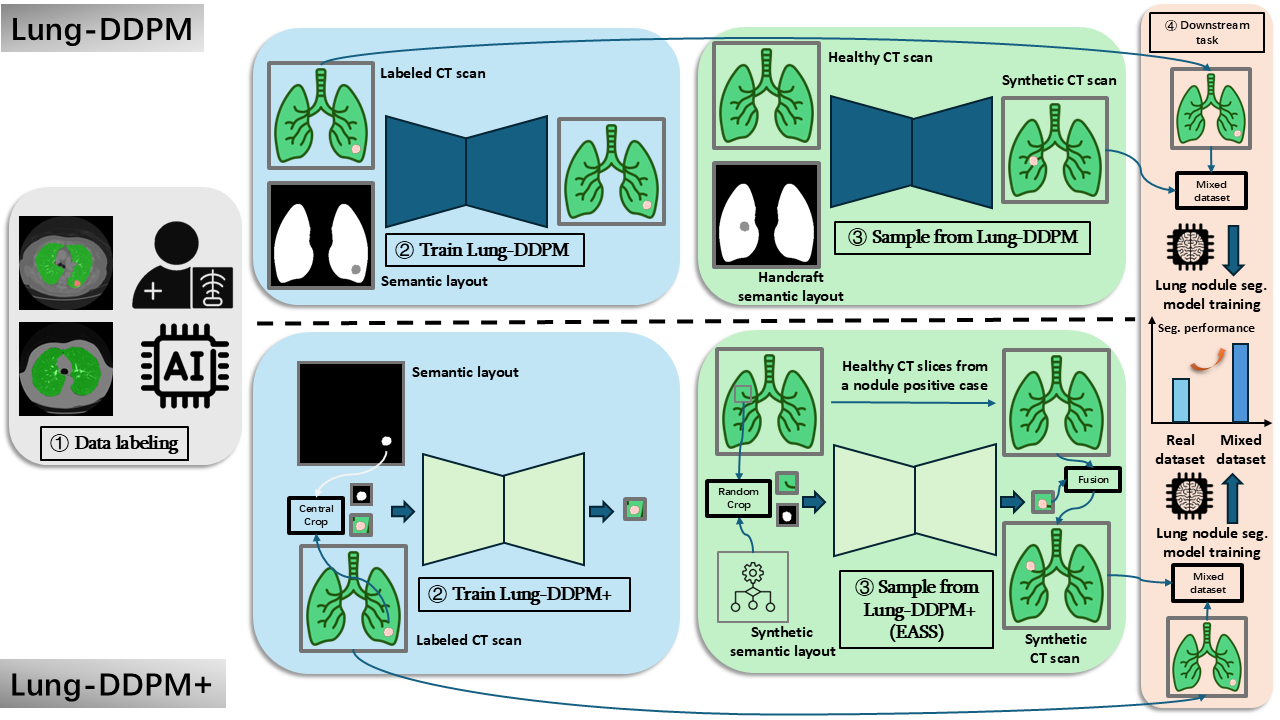 Lung-DDPM
Labeled CT scan
② Train Lung-DDPM
Semantic layout
Healthy CT scan
Synthetic CT scan
③ Sample from Lung-DDPM
Handcraft
semantic layout
④ Downstream
task
Mixed
dataset
Lung nodule seg.
model training
Seg. performance
Real
dataset
Mixed
dataset
Lung nodule seg.
model training
Mixed
dataset
AI
① Data labeling
Semantic layout
Central
Crop
② Train Lung-DDPM+
Labeled CT scan
Healthy CT slices from
a nodule positive case
Random
Crop
Fusion
③ Sample from
Lung-DDPM+
(EASS)
Synthetic
semantic layout
Synthetic
CT scan
Lung-DDPM+